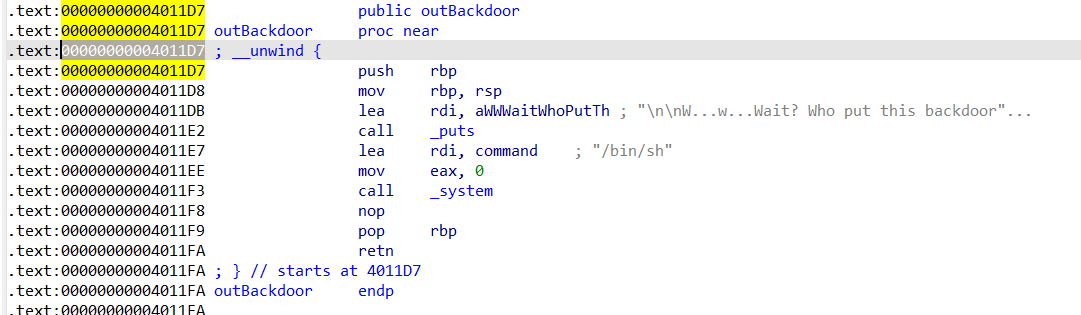 .text:00000000004011D7 public outBackdoor
.text:00000000004011D7 outBackdoor proc near
.text:00000000004011D7 ; __unwind {
.text:00000000004011D7 push rbp
.text:00000000004011D8 mov rbp, rsp
.text:00000000004011DB lea rdi, aWWWaitWhoPutTh ; "\n\nW...w...Wait? Who put this backdoor"...
.text:00000000004011E2 call _puts
.text:00000000004011E7 lea rdi, command ; "/bin/sh"
.text:00000000004011EE mov eax, 0
.text:00000000004011F3 call _system
.text:00000000004011F8 nop
.text:00000000004011F9 pop rbp
.text:00000000004011FA retn
.text:00000000004011FA ; } // starts at 4011D7
.text:00000000004011FA outBackdoor endp
.text:00000000004011FA